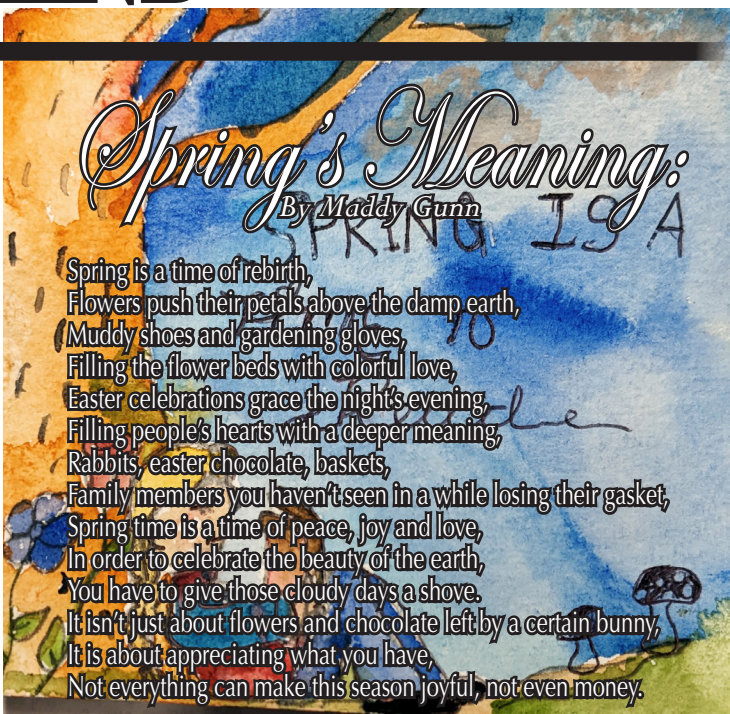 Spring's Meaning:
By Maddy Gunn
SPRING IS A
Spring is a time of rebirth,
Flowers push their petals above the damp earth,
Muddy shoes and gardening gloves,
Filling the flower beds with colorful love,
Easter celebrations grace the night's evening,
Filling people's hearts with a deeper meaning,
Rabbits, easter chocolate, baskets,
Family members you haven't seen in a while losing their gasket,
Spring time is a time of peace, joy and love,
In order to celebrate the beauty of the earth,
You have to give those cloudy days a shove.
It isn't just about flowers and chocolate left by a certain bunny,
It is about appreciating what you have,
Not everything can make this season joyful, not even money.